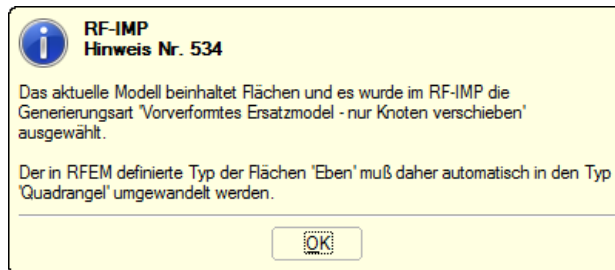 RF-IMP
Hinweis Nr. 534
Das aktuelle Modell beinhaltet Flächen und es wurde im RF-IMP die
Generierungsart 'Vorverformtes Ersatzmodel - nur Knoten verschieben'
ausgewählt.
Der in RFEM definierte Typ der Flächen 'Eben' muß daher automatisch in den Typ
'Quadrangel' umgewandelt werden.
OK